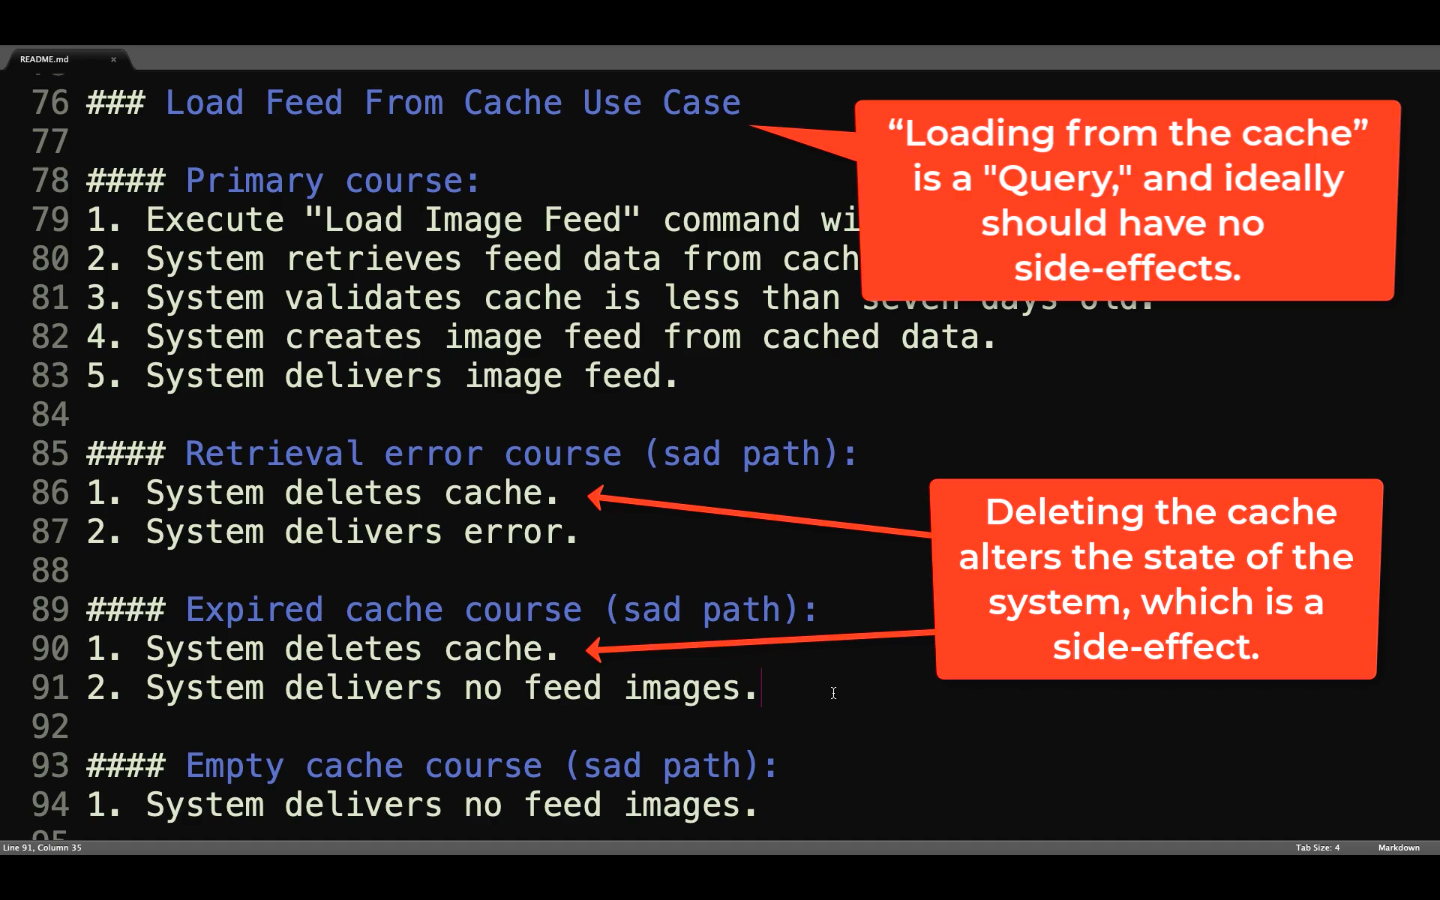 README.md ×
76 ### Load Feed From Cache Use Case
77
78 #### Primary course:
79 1. Execute "Load Image Feed" command
80 2. System retrieves feed data from
81 3. System validates cache is less than seven days old.
82 4. System creates image feed from cached data.
83 5. System delivers image feed.
84
85 #### Retrieval error course (sad path):
86 1. System deletes cache.
87 2. System delivers error.
88
89 #### Expired cache course (sad path):
90 1. System deletes cache.
91 2. System delivers no feed images.
92
93 #### Empty cache course (sad path):
94 1. System delivers no feed images.
“Loading from the cache”
is a "Query," and ideally
should have no
side-effects.
Deleting the cache
alters the state of the
system, which is a
side-effect.
Line 91, Column 35
Tab Size: 4
Markdown